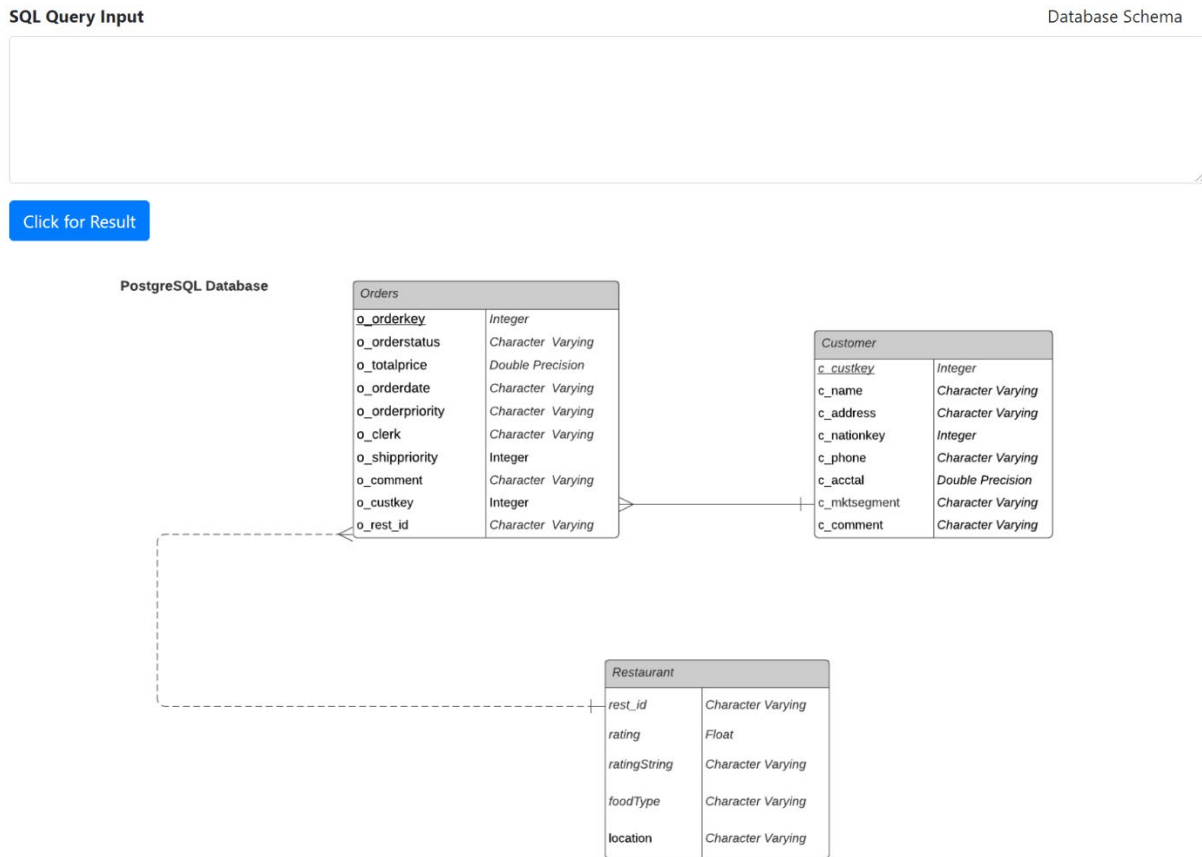 SQL Query Input Database Schema
Click for Result
PostgreSQL Database
Orders
o_orderkey Integer
o_orderstatus Character Varying
o_totalprice Double Precision
o_orderdate Character Varying
o_orderpriority Character Varying
o_clerk Character Varying
o_shippriority Integer
o_comment Character Varying
o_custkey Integer
o_rest_id Character Varying
Customer
c_custkey Integer
c_name Character Varying
c_address Character Varying
c_nationkey Integer
c_phone Character Varying
c_acctal Double Precision
c_mktsegment Character Varying
c_comment Character Varying
Restaurant
rest_id Character Varying
rating Float
ratingString Character Varying
foodType Character Varying
location Character Varying